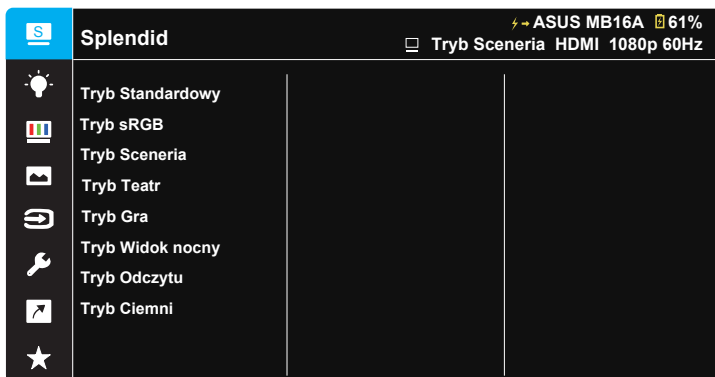 S
Splendid
ASUS MB16A 61%
Tryb Sceneria HDMI 1080p 60Hz
Tryb Standardowy
Tryb sRGB
Tryb Sceneria
Tryb Teatr
Tryb Gra
Tryb Widok nocny
Tryb Odczytu
Tryb Ciemni